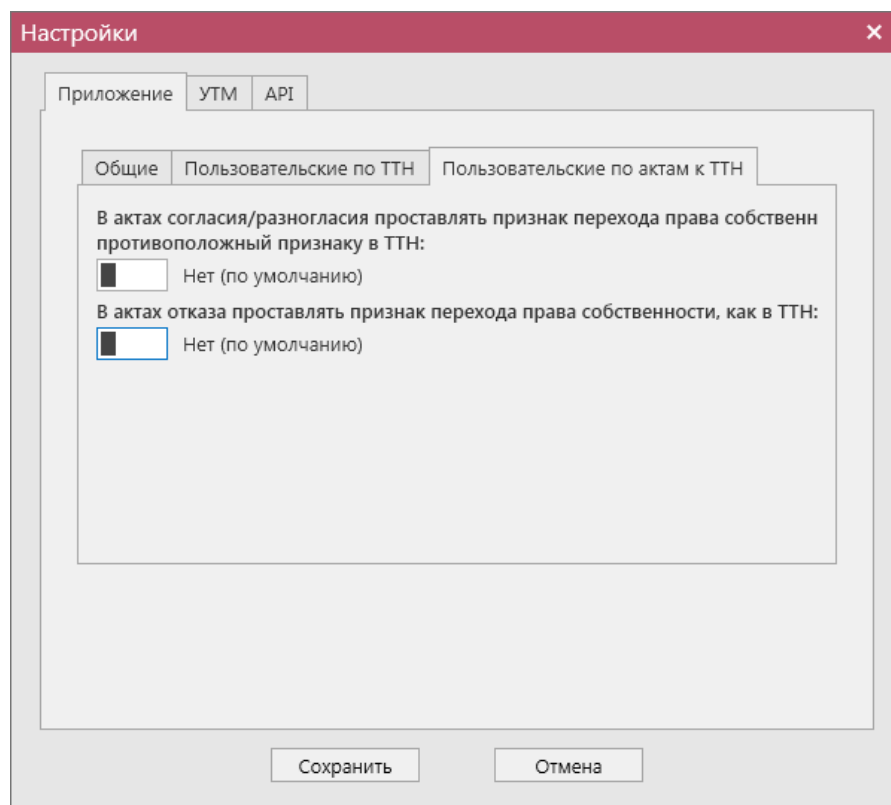 Настройки
Приложение УТМ API
Общие Пользовательские по ТТН Пользовательские по актам к ТТН
В актах согласия/разногласия проставлять признак перехода права собственн
противоположный признаку в ТТН:
Нет (по умолчанию)
В актах отказа проставлять признак перехода права собственности, как в ТТН:
Нет (по умолчанию)
Сохранить Отмена